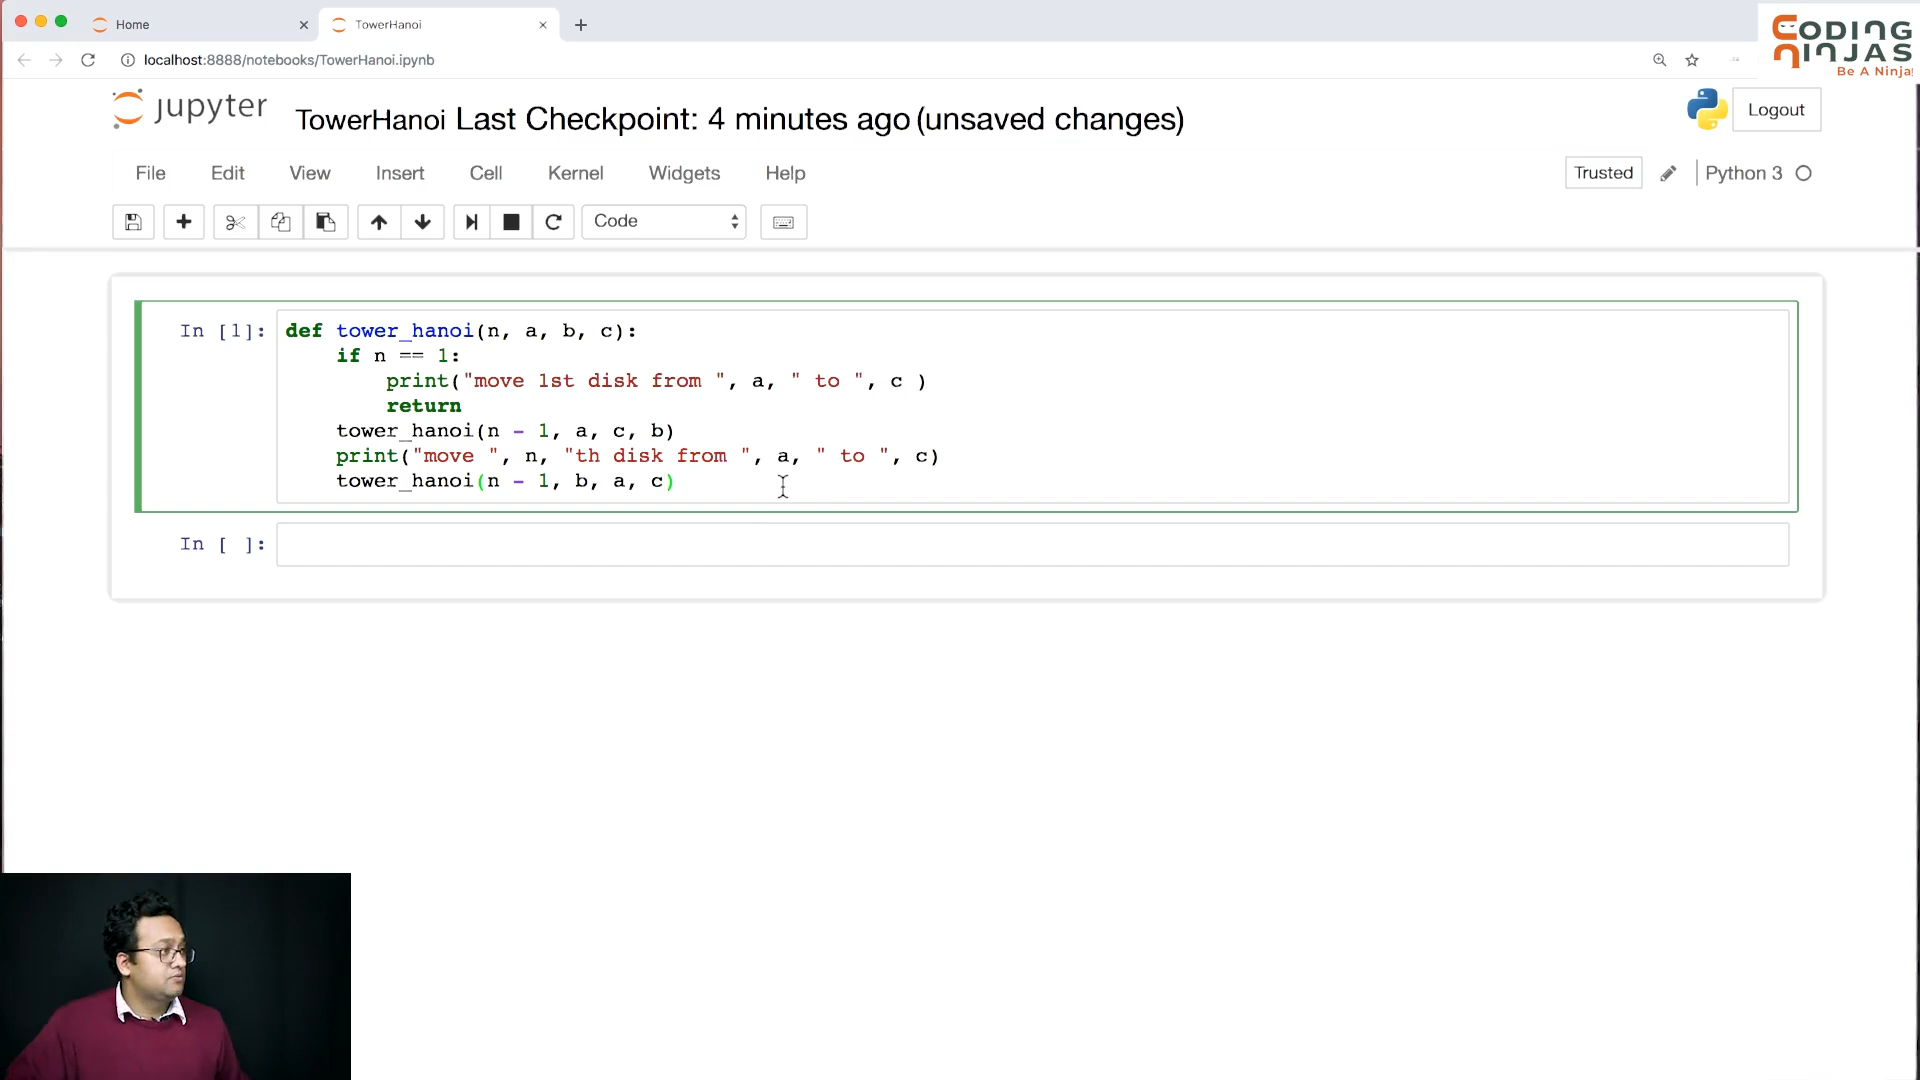 Home
TowerHanoi
localhost:8888/notebooks/TowerHanoi.ipynb
CODING
NINJAS
Be A Ninja!
jupyter
TowerHanoi Last Checkpoint: 4 minutes ago (unsaved changes)
Logout
File Edit View Insert Cell Kernel Widgets Help
Trusted
Python 3
Code
In [1]:
def tower_hanoi(n, a, b, c):
    if n == 1:
        print("move 1st disk from ", a, " to ", c )
        return
    tower_hanoi(n - 1, a, c, b)
    print("move ", n, "th disk from ", a, " to ", c)
    tower_hanoi(n - 1, b, a, c)
In [ ]: